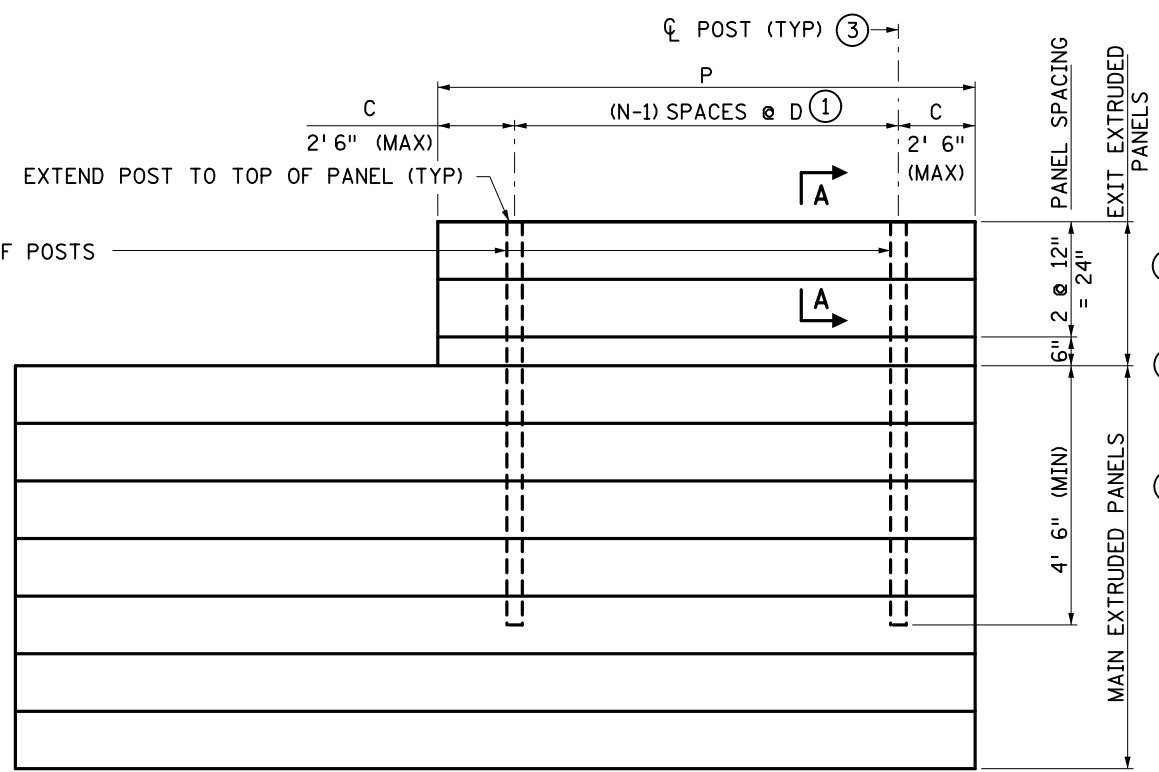 ℄ POST (TYP) 3
P
C
(N-1) SPACES @ D 1
C
2' 6" (MAX)
2' 6"
(MAX)
EXTEND POST TO TOP OF PANEL (TYP)
A
F POSTS
A
PANEL SPACING
2 @ 12"
= 24"
6"
4' 6" (MIN)
EXIT EXTRUDED
PANELS
MAIN EXTRUDED PANELS